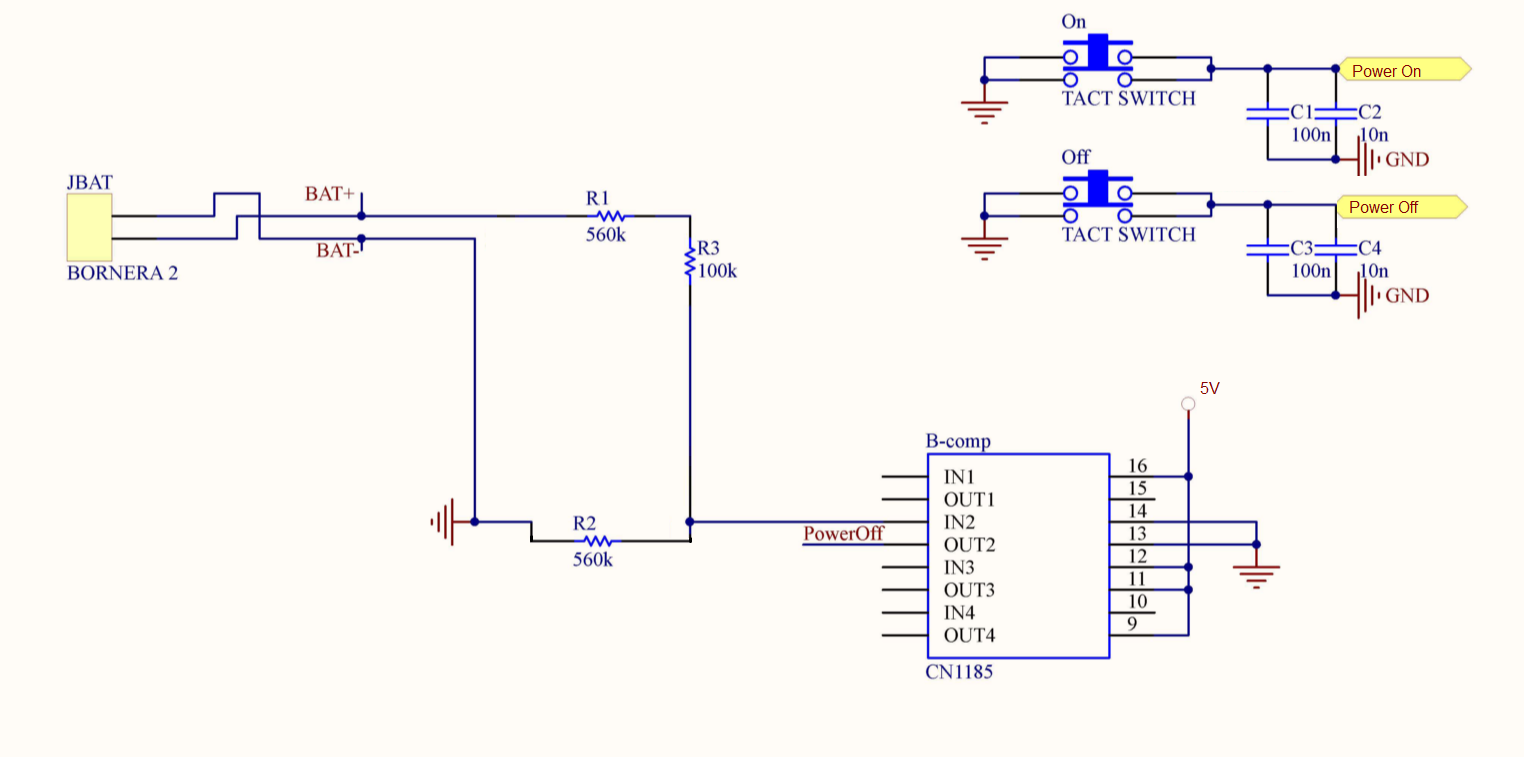 On
TACT SWITCH
Power On
C1
100n
C2
10n
GND
Off
TACT SWITCH
Power Off
C3
100n
C4
10n
GND
JBAT
BORNERA 2
BAT+
BAT-
R1
560k
R3
100k
R2
560k
5V
B-comp
IN1
OUT1
IN2
OUT2
IN3
OUT3
IN4
OUT4
16
15
14
13
12
11
10
9
PowerOff
CN1185